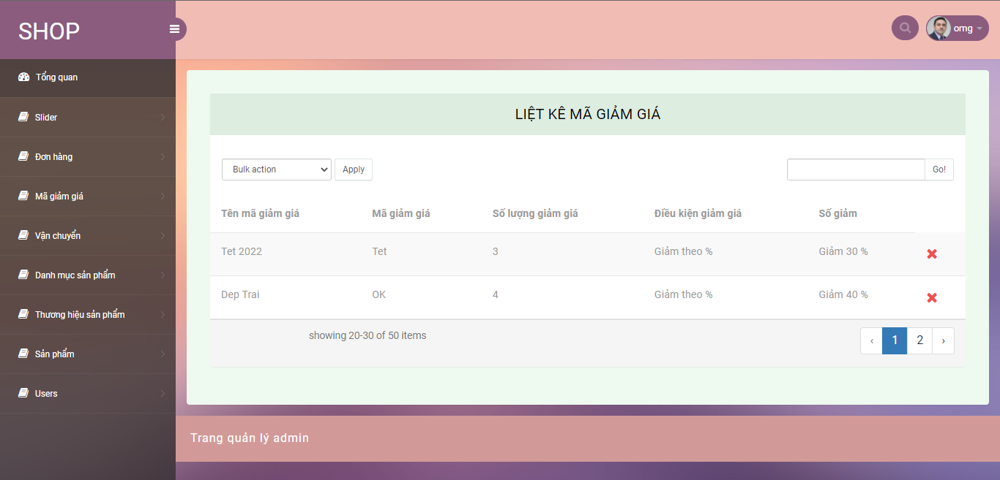 SHOP
omg
Tổng quan
Slider
Đơn hàng
Mã giảm giá
Vận chuyển
Danh mục sản phẩm
Thương hiệu sản phẩm
Sản phẩm
Users
LIỆT KÊ MÃ GIẢM GIÁ
Bulk action Apply Go!
Tên mã giảm giá Mã giảm giá Số lượng giảm giá Điều kiện giảm giá Số giảm
Tet 2022 Tet 3 Giảm theo % Giảm 30 %
Dep Trai OK 4 Giảm theo % Giảm 40 %
showing 20-30 of 50 items ‹ 1 2 ›
Trang quản lý admin